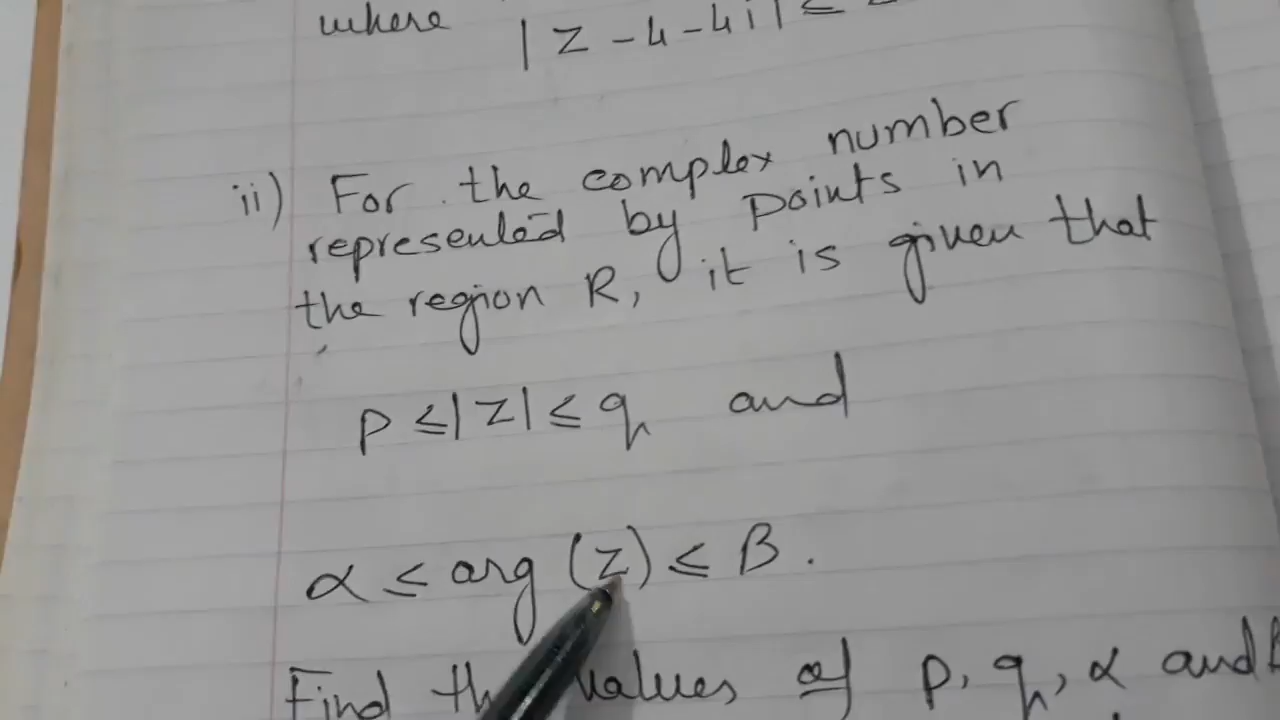 where |z - 4 - 4i| ≤
ii) For the complex number
represented by points in
the region R, it is given that
p ≤ |z| ≤ q and
α ≤ arg (z) ≤ β.
Find the values of p, q, α and